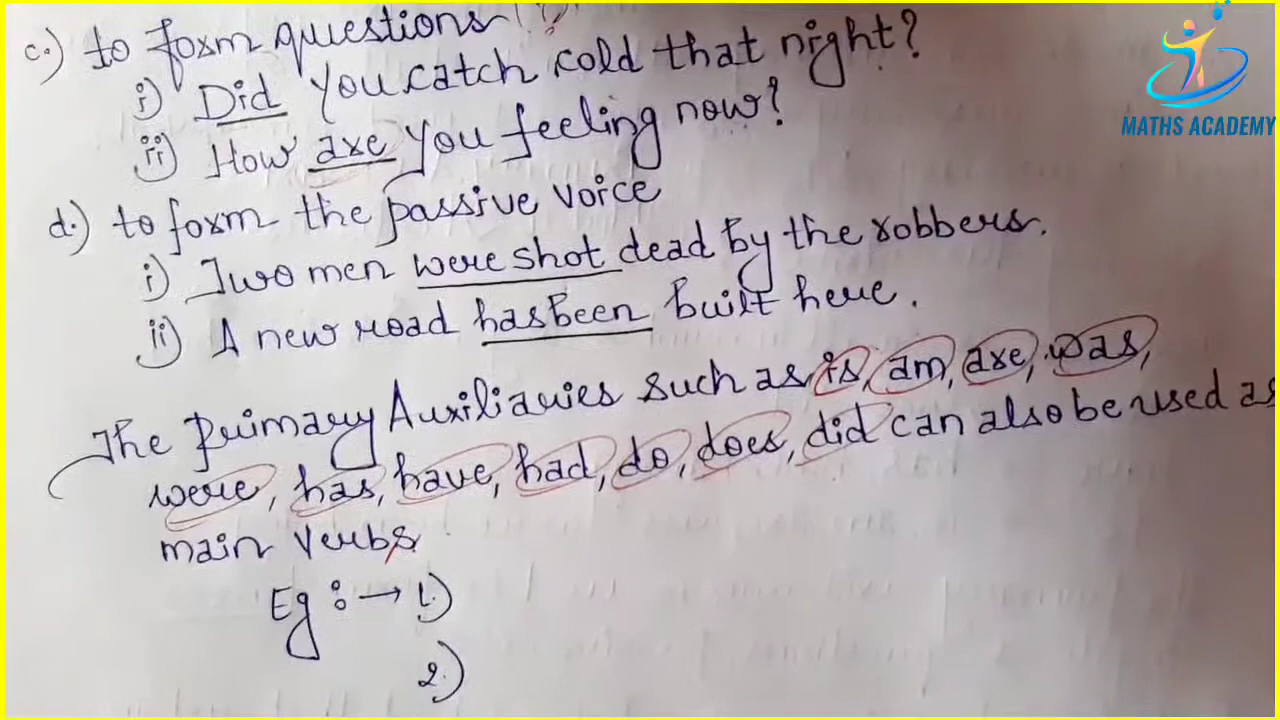 c.) to form questions
i) Did you catch cold that night?
ii) How are you feeling now?
d.) to form the passive voice
i) Two men were shot dead by the robbers.
ii) A new road has been built here.
The Primary Auxiliaries such as is, am, are, was,
were, has, have, had, do, does, did can also be used as
main verbs
Eg :→ 1.)
2.)
MATHS ACADEMY